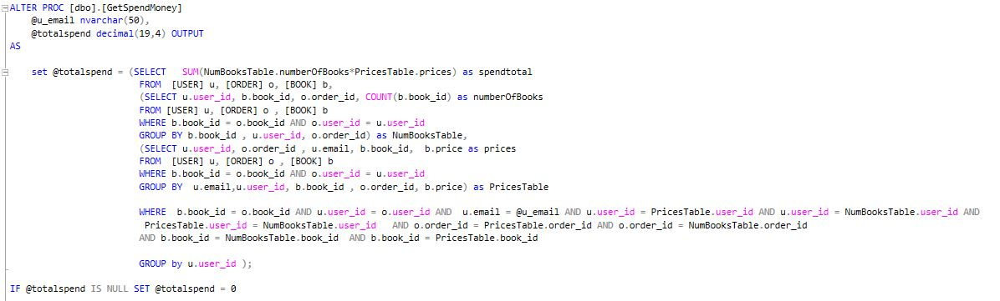 ALTER PROC [dbo].[GetSpendMoney]
@u_email nvarchar(50),
@totalspend decimal(19,4) OUTPUT
AS
set @totalspend = (SELECT SUM(NumBooksTable.numberOfBooks*PricesTable.prices) as spendtotal
FROM [USER] u, [ORDER] o, [BOOK] b,
(SELECT u.user_id, b.book_id, o.order_id, COUNT(b.book_id) as numberOfBooks
FROM [USER] u, [ORDER] o , [BOOK] b
WHERE b.book_id = o.book_id AND o.user_id = u.user_id
GROUP BY b.book_id , u.user_id, o.order_id) as NumBooksTable,
(SELECT u.user_id, o.order_id , u.email, b.book_id, b.price as prices
FROM [USER] u, [ORDER] o , [BOOK] b
WHERE b.book_id = o.book_id AND o.user_id = u.user_id
GROUP BY u.email,u.user_id, b.book_id , o.order_id, b.price) as PricesTable
WHERE b.book_id = o.book_id AND u.user_id = o.user_id AND u.email = @u_email AND u.user_id = PricesTable.user_id AND u.user_id = NumBooksTable.user_id AND
PricesTable.user_id = NumBooksTable.user_id AND o.order_id = PricesTable.order_id AND o.order_id = NumBooksTable.order_id
AND b.book_id = NumBooksTable.book_id AND b.book_id = PricesTable.book_id
GROUP by u.user_id );
IF @totalspend IS NULL SET @totalspend = 0